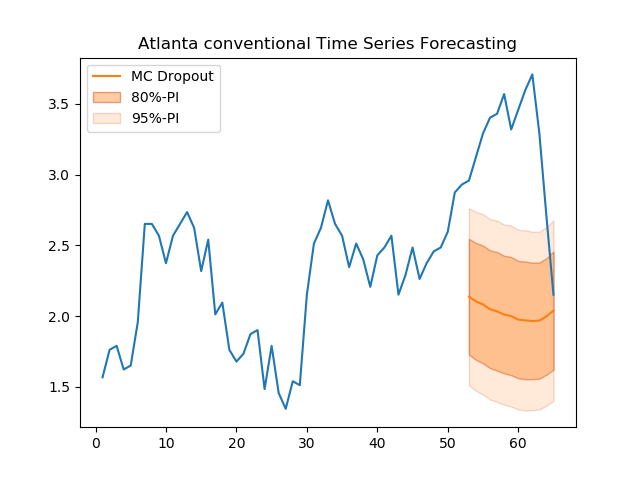 Atlanta conventional Time Series Forecasting
MC Dropout
80%-PI
95%-PI
3.5
3.0
2.5
2.0
1.5
0 10 20 30 40 50 60